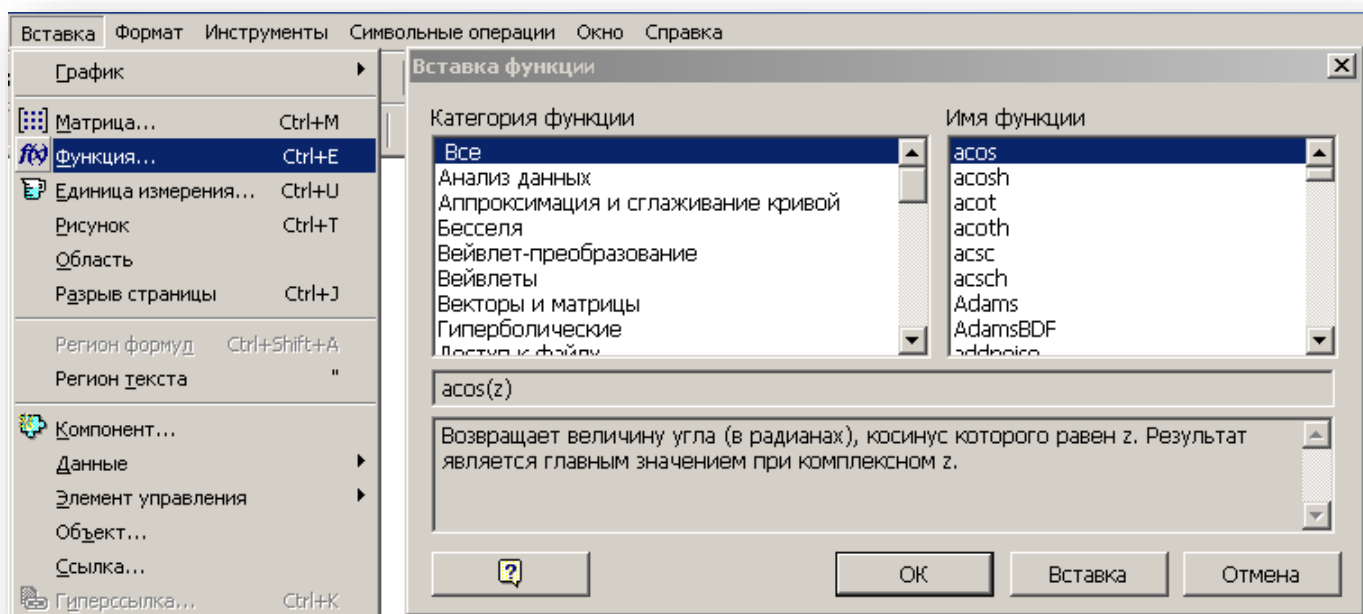 Вставка Формат Инструменты Символьные операции Окно Справка
График
Матрица... Ctrl+M
f(x) Функция... Ctrl+E
Единица измерения... Ctrl+U
Рисунок Ctrl+T
Область
Разрыв страницы Ctrl+J
Регион формул Ctrl+Shift+A
Регион текста "
Компонент...
Данные
Элемент управления
Объект...
Ссылка...
Гиперссылка... Ctrl+K
Вставка функции
Категория функции
Все
Анализ данных
Аппроксимация и сглаживание кривой
Бесселя
Вейвлет-преобразование
Вейвлеты
Векторы и матрицы
Гиперболические
Доступ к файлу
Имя функции
acos
acosh
acot
acoth
acsc
acsch
Adams
AdamsBDF
addnoise
acos(z)
Возвращает величину угла (в радианах), косинус которого равен z. Результат
является главным значением при комплексном z.
?
ОК Вставка Отмена